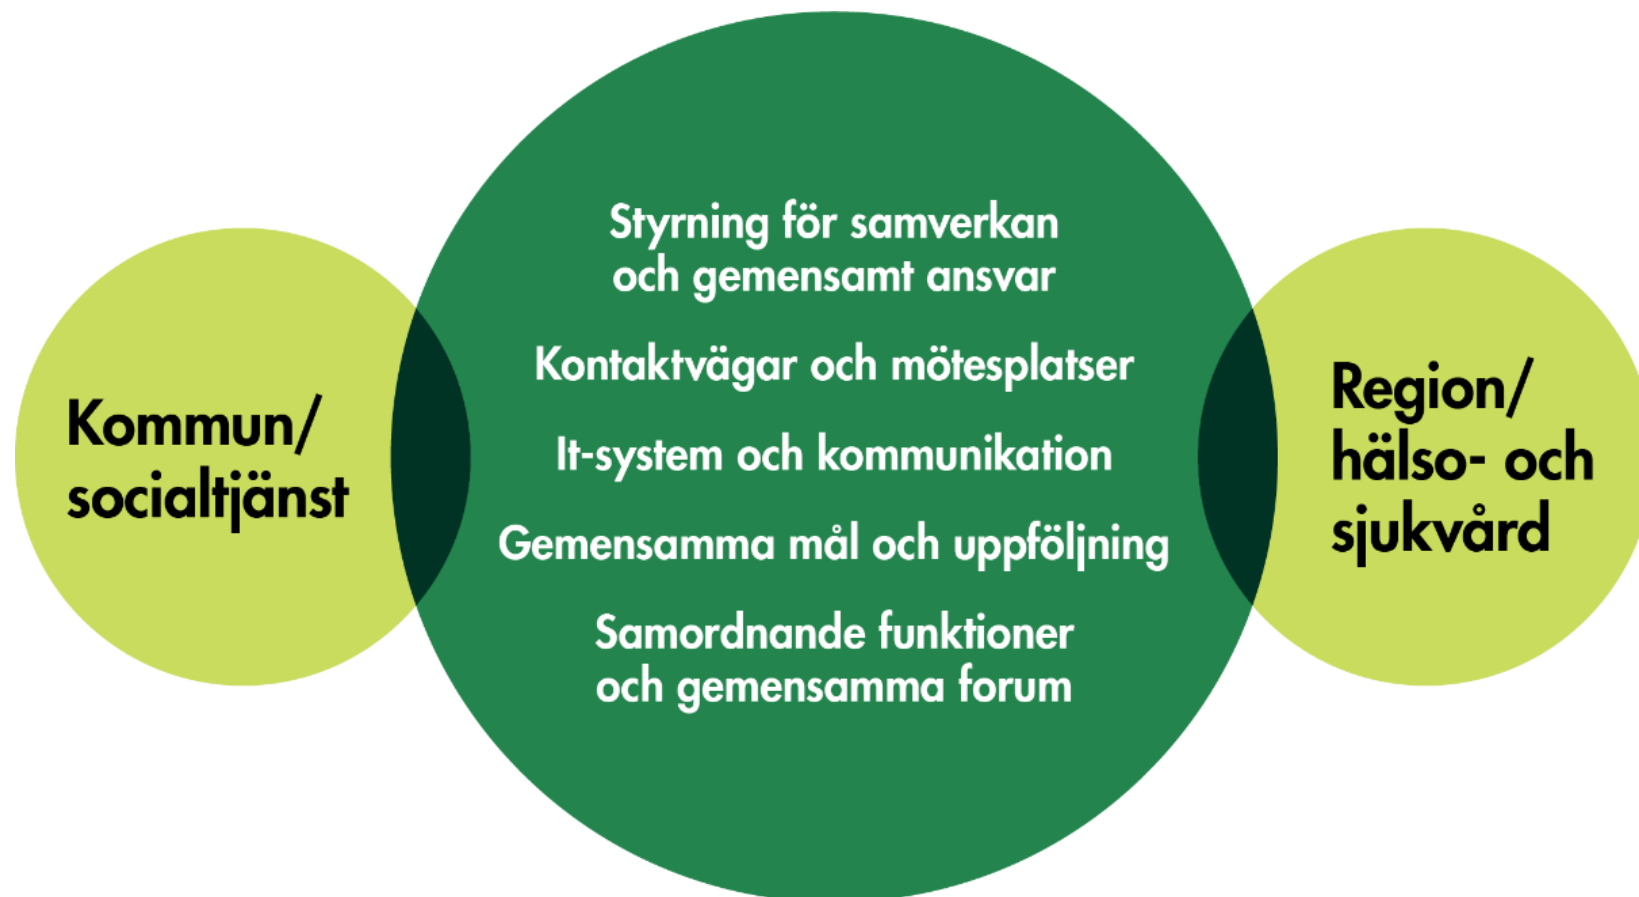 Kommun/
socialtjänst
Styrning för samverkan
och gemensamt ansvar
Kontaktvägar och mötesplatser
It-system och kommunikation
Gemensamma mål och uppföljning
Samordnande funktioner
och gemensamma forum
Region/
hälso- och
sjukvård